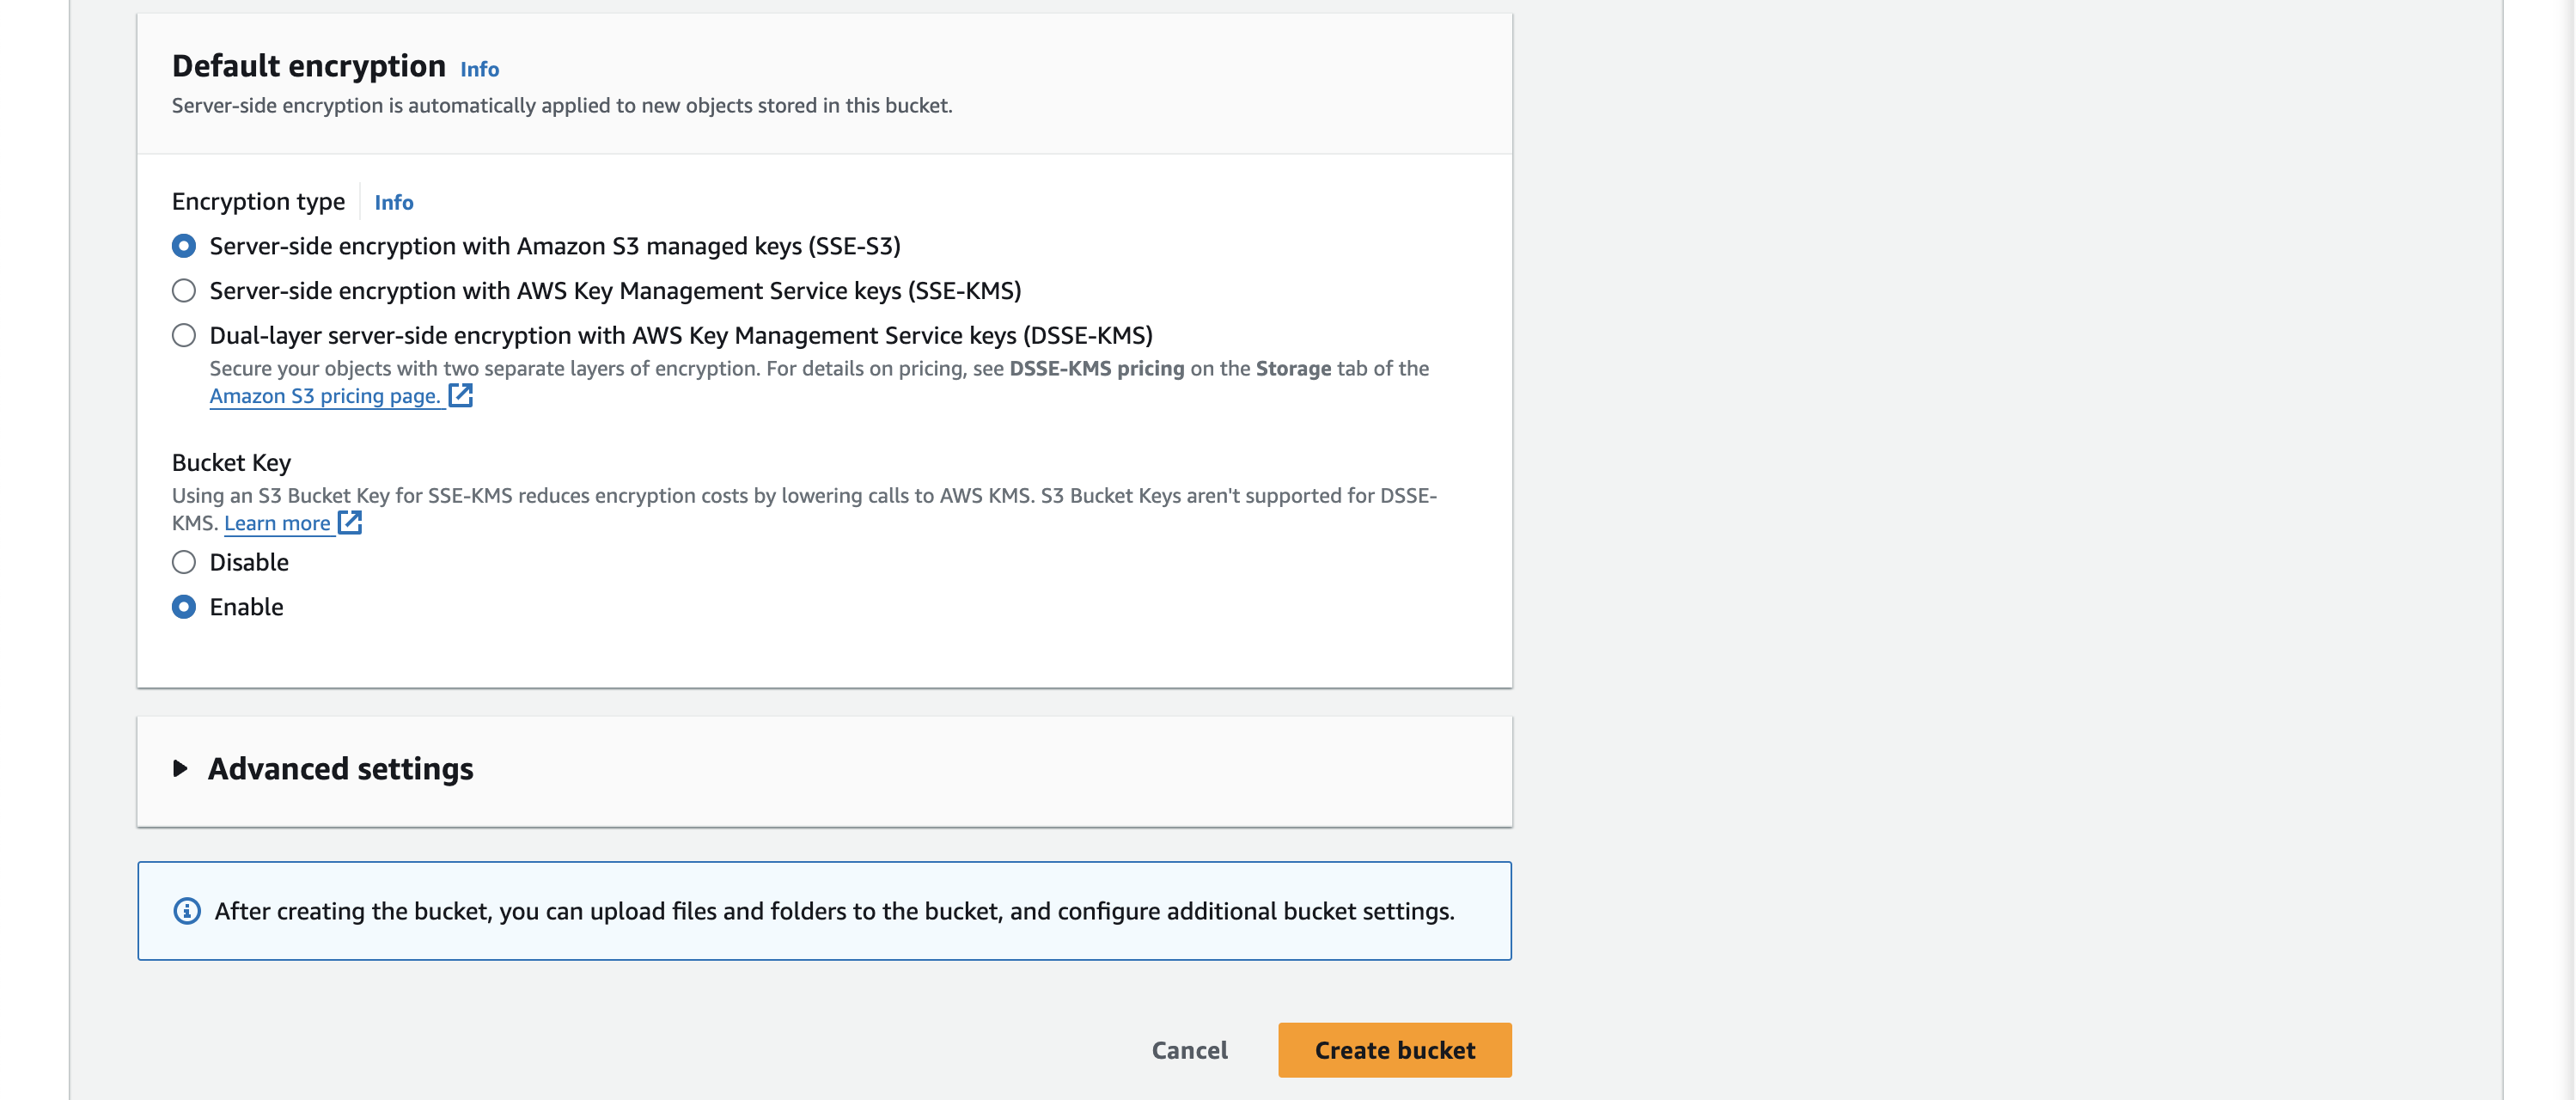 Default encryption Info
Server-side encryption is automatically applied to new objects stored in this bucket.
Encryption type Info
Server-side encryption with Amazon S3 managed keys (SSE-S3)
Server-side encryption with AWS Key Management Service keys (SSE-KMS)
Dual-layer server-side encryption with AWS Key Management Service keys (DSSE-KMS)
Secure your objects with two separate layers of encryption. For details on pricing, see DSSE-KMS pricing on the Storage tab of the
Amazon S3 pricing page.
Bucket Key
Using an S3 Bucket Key for SSE-KMS reduces encryption costs by lowering calls to AWS KMS. S3 Bucket Keys aren't supported for DSSE-
KMS. Learn more
Disable
Enable
Advanced settings
After creating the bucket, you can upload files and folders to the bucket, and configure additional bucket settings.
Cancel Create bucket